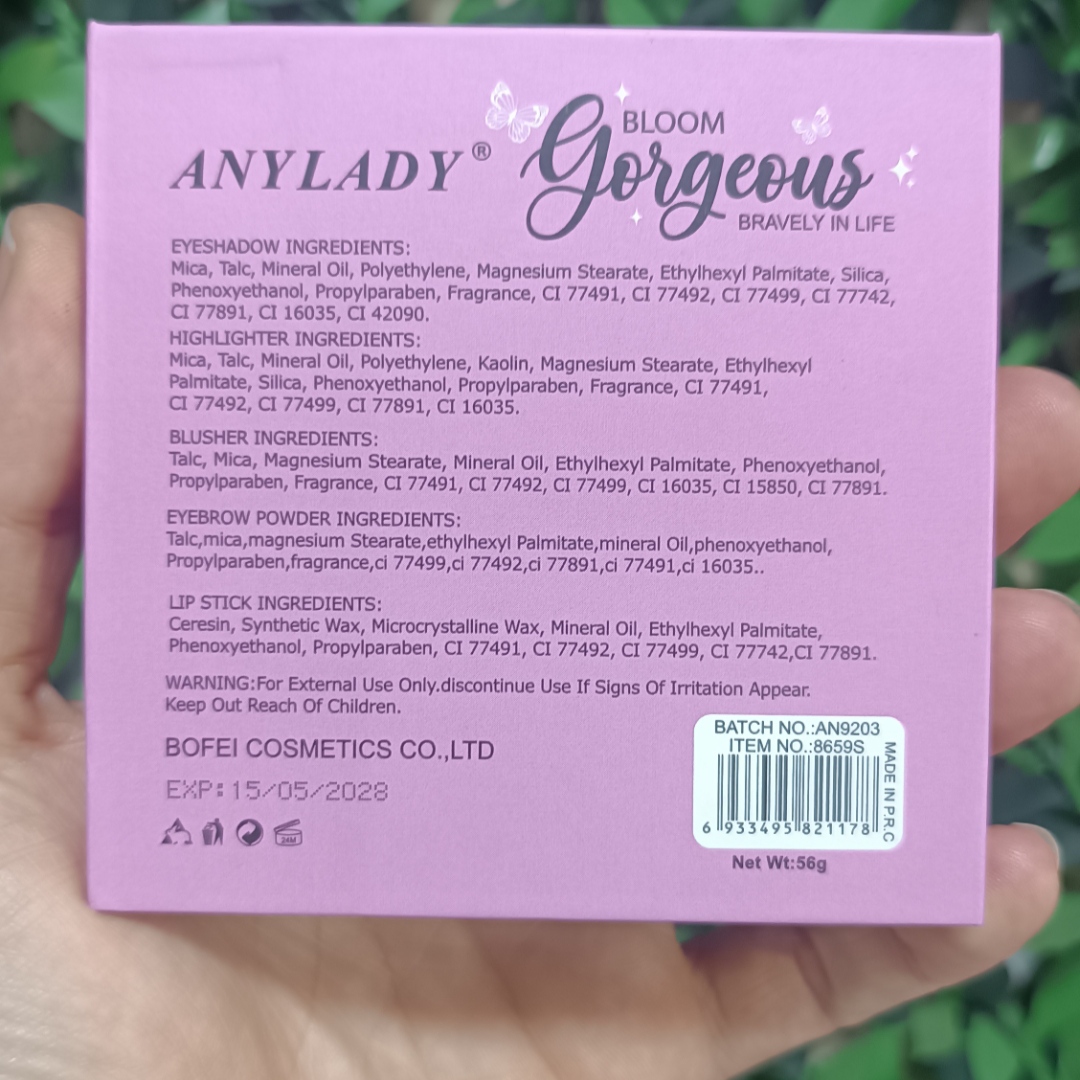 ANYLADY®
BLOOM
Gorgeous
BRAVELY IN LIFE
EYESHADOW INGREDIENTS:
Mica, Talc, Mineral Oil, Polyethylene, Magnesium Stearate, Ethylhexyl Palmitate, Silica,
Phenoxyethanol, Propylparaben, Fragrance, CI 77491, CI 77492, CI 77499, CI 77742,
CI 77891, CI 16035, CI 42090.
HIGHLIGHTER INGREDIENTS:
Mica, Talc, Mineral Oil, Polyethylene, Kaolin, Magnesium Stearate, Ethylhexyl
Palmitate, Silica, Phenoxyethanol, Propylparaben, Fragrance, CI 77491,
CI 77492, CI 77499, CI 77891, CI 16035.
BLUSHER INGREDIENTS:
Talc, Mica, Magnesium Stearate, Mineral Oil, Ethylhexyl Palmitate, Phenoxyethanol,
Propylparaben, Fragrance, CI 77491, CI 77492, CI 77499, CI 16035, CI 15850, CI 77891.
EYEBROW POWDER INGREDIENTS:
Talc,mica,magnesium Stearate,ethylhexyl Palmitate,mineral Oil,phenoxyethanol,
Propylparaben,fragrance,ci 77499,ci 77492,ci 77891,ci 77491,ci 16035..
LIP STICK INGREDIENTS:
Ceresin, Synthetic Wax, Microcrystalline Wax, Mineral Oil, Ethylhexyl Palmitate,
Phenoxyethanol, Propylparaben, CI 77491, CI 77492, CI 77499, CI 77742,CI 77891.
WARNING:For External Use Only.discontinue Use If Signs Of Irritation Appear.
Keep Out Reach Of Children.
BOFEI COSMETICS CO.,LTD
EXP:15/05/2028
24M
BATCH NO.:AN9203
ITEM NO.:8659S
MADE IN P.R.C
6 933495 821178
Net Wt:56g